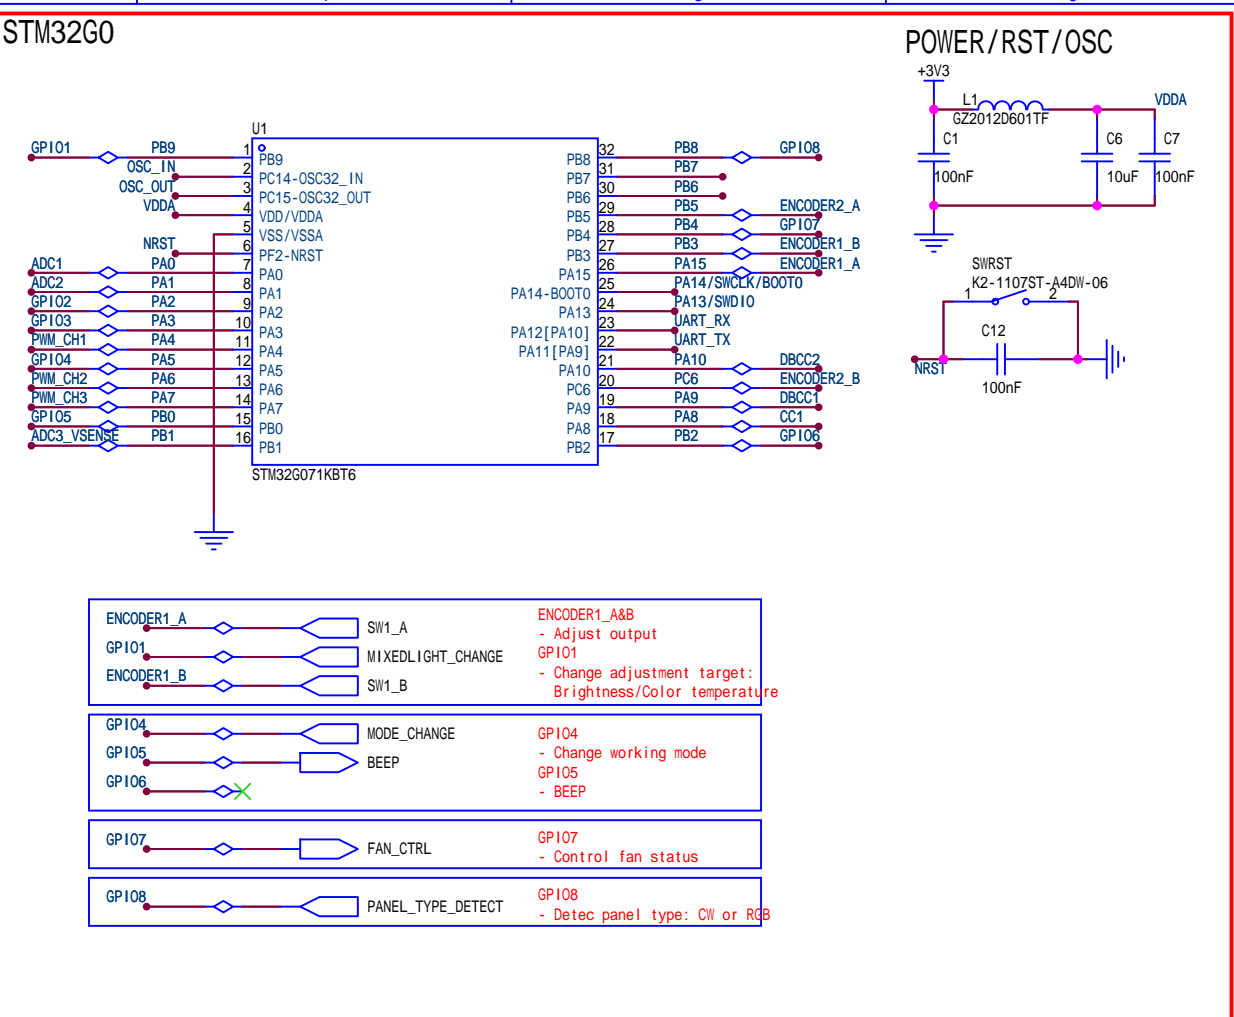 STM32G0
POWER/RST/OSC
+3V3
L1
VDDA
GZ2012D601TF
C1
C6
C7
100nF
10uF
100nF
SWRST
K2-1107ST-A4DW-06
1
2
C12
NRST
100nF
U1
GPIO1 PB9 1 PB9
OSC_IN 2 PC14-OSC32_IN
OSC_OUT 3 PC15-OSC32_OUT
VDDA 4 VDD/VDDA
5 VSS/VSSA
NRST 6 PF2-NRST
ADC1 PA0 7 PA0
ADC2 PA1 8 PA1
GPIO2 PA2 9 PA2
GPIO3 PA3 10 PA3
PWM_CH1 PA4 11 PA4
GPIO4 PA5 12 PA5
PWM_CH2 PA6 13 PA6
PWM_CH3 PA7 14 PA7
GPIO5 PB0 15 PB0
ADC3_VSENSE PB1 16 PB1
PB8 32 PB8 GPIO8
PB7 31 PB7
PB6 30 PB6
PB5 29 PB5 ENCODER2_A
PB4 28 PB4 GPIO7
PB3 27 PB3 ENCODER1_B
PA15 26 PA15 ENCODER1_A
PA14-BOOT0 25 PA14/SWCLK/BOOT0
PA13 24 PA13/SWDIO
PA12[PA10] 23 UART_RX
PA11[PA9] 22 UART_TX
PA10 21 PA10 DBCC2
PC6 20 PC6 ENCODER2_B
PA9 19 PA9 DBCC1
PA8 18 PA8 CC1
PB2 17 PB2 GPIO6
STM32G071KBT6
ENCODER1_A SW1_A
GPIO1 MIXEDLIGHT_CHANGE
ENCODER1_B SW1_B
ENCODER1_A&B
- Adjust output
GPIO1
- Change adjustment target:
Brightness/Color temperature
GPIO4 MODE_CHANGE
GPIO5 BEEP
GPIO6
GPIO4
- Change working mode
GPIO5
- BEEP
GPIO7 FAN_CTRL
GPIO7
- Control fan status
GPIO8 PANEL_TYPE_DETECT
GPIO8
- Detec panel type: CW or RGB